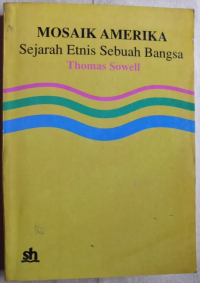 MOSAIK AMERIKA
Sejarah Etnis Sebuah Bangsa
Thomas Sowell
sh